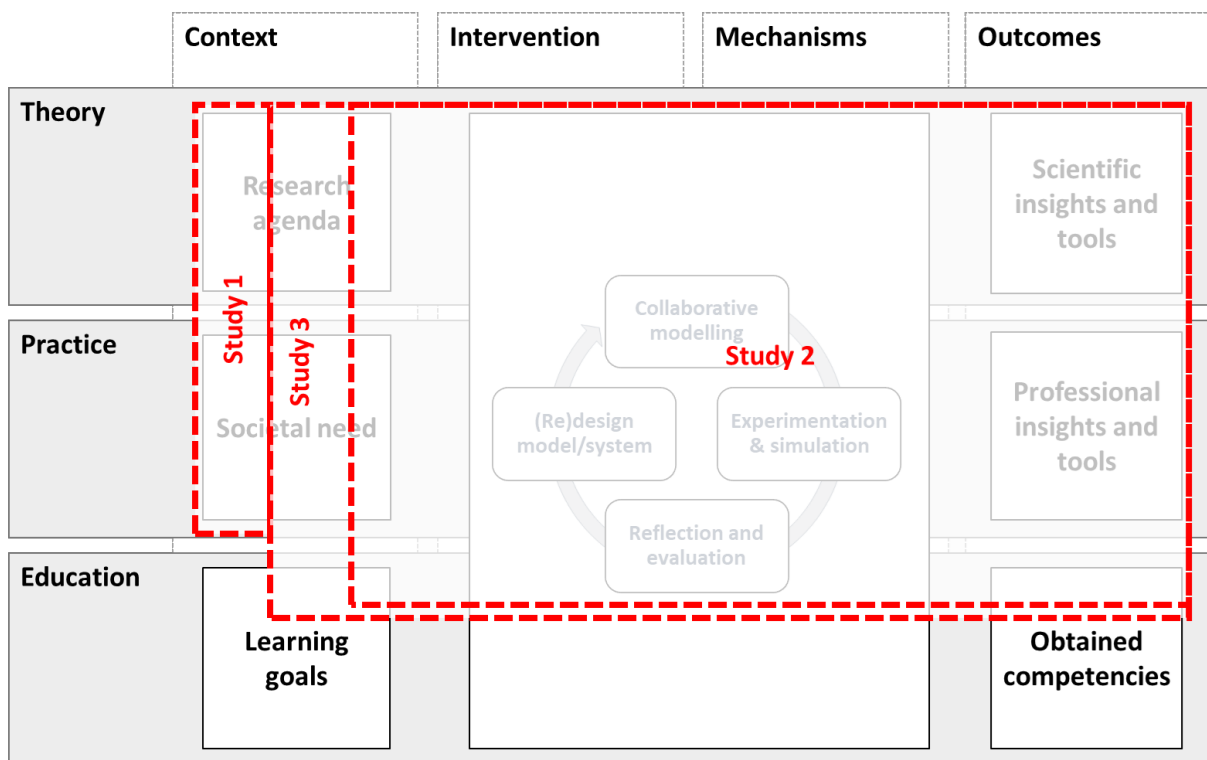 Context
Intervention
Mechanisms
Outcomes
Theory
Research
agenda
Scientific
insights and
tools
Study 1
Study 3
Collaborative
modelling
Study 2
Practice
Societal need
(Re)design
model/system
Experimentation
& simulation
Professional
insights and
tools
Reflection and
evaluation
Education
Learning
goals
Obtained
competencies